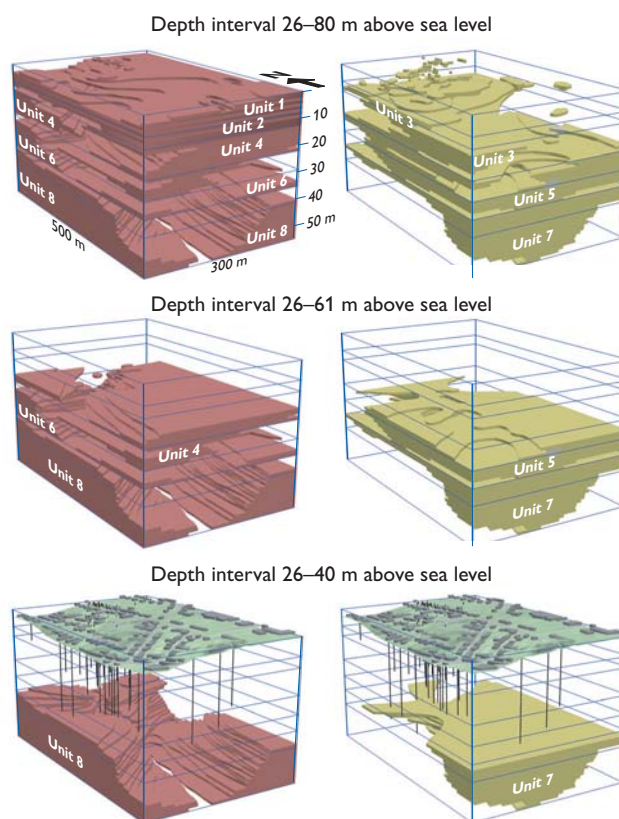 Depth interval 26–80 m above sea level
N
Unit 1
Unit 2
Unit 4
Unit 4
Unit 6
Unit 6
Unit 8
Unit 8
10
20
30
40
50 m
500 m
300 m
Unit 3
Unit 3
Unit 5
Unit 7
Depth interval 26–61 m above sea level
Unit 6
Unit 4
Unit 8
Unit 5
Unit 7
Depth interval 26–40 m above sea level
Unit 8
Unit 7